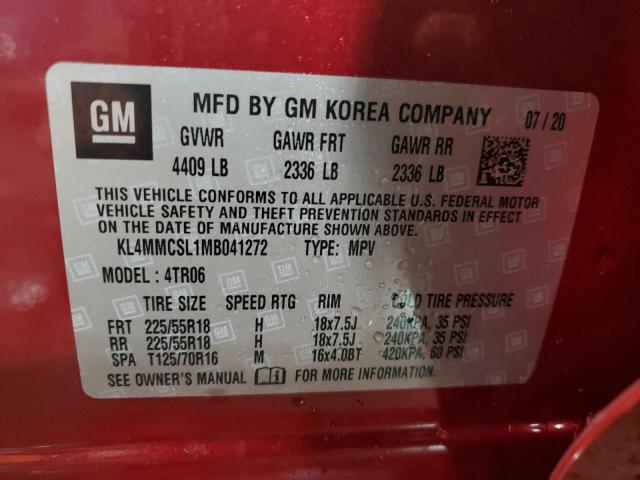 GM MFD BY GM KOREA COMPANY 07 / 20
GVWR GAWR FRT GAWR RR
4409 LB 2336 LB 2336 LB
THIS VEHICLE CONFORMS TO ALL APPLICABLE U.S. FEDERAL MOTOR
VEHICLE SAFETY AND THEFT PREVENTION STANDARDS IN EFFECT
ON THE DATE OF MANUFACTURE SHOWN ABOVE.
KL4MMCSL1MB041272 TYPE: MPV
MODEL : 4TR06
TIRE SIZE SPEED RTG RIM COLD TIRE PRESSURE
FRT 225/55R18 H 18x7.5J 240KPA, 35 PSI
RR 225/55R18 H 18x7.5J 240KPA, 35 PSI
SPA T125/70R16 M 16x4.0BT 420KPA, 60 PSI
SEE OWNER'S MANUAL FOR MORE INFORMATION